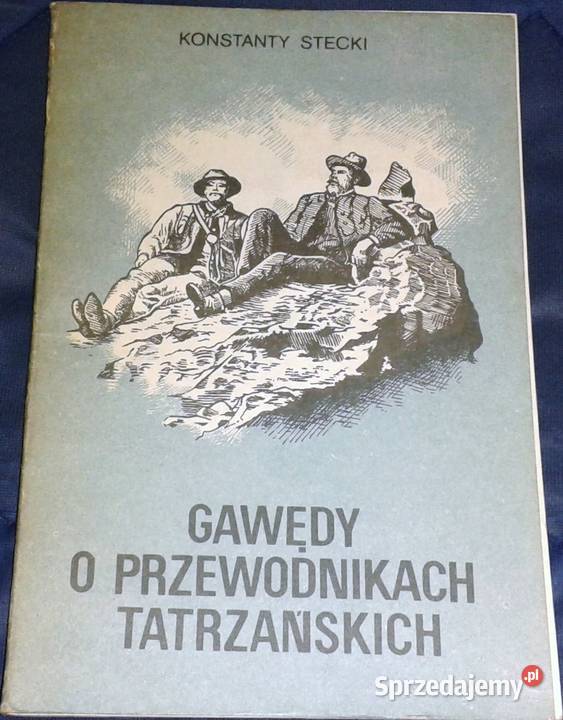 KONSTANTY STECKI
GAWĘDY
O PRZEWODNIKACH
TATRZAŃSKICH
Sprzedajemy.pl